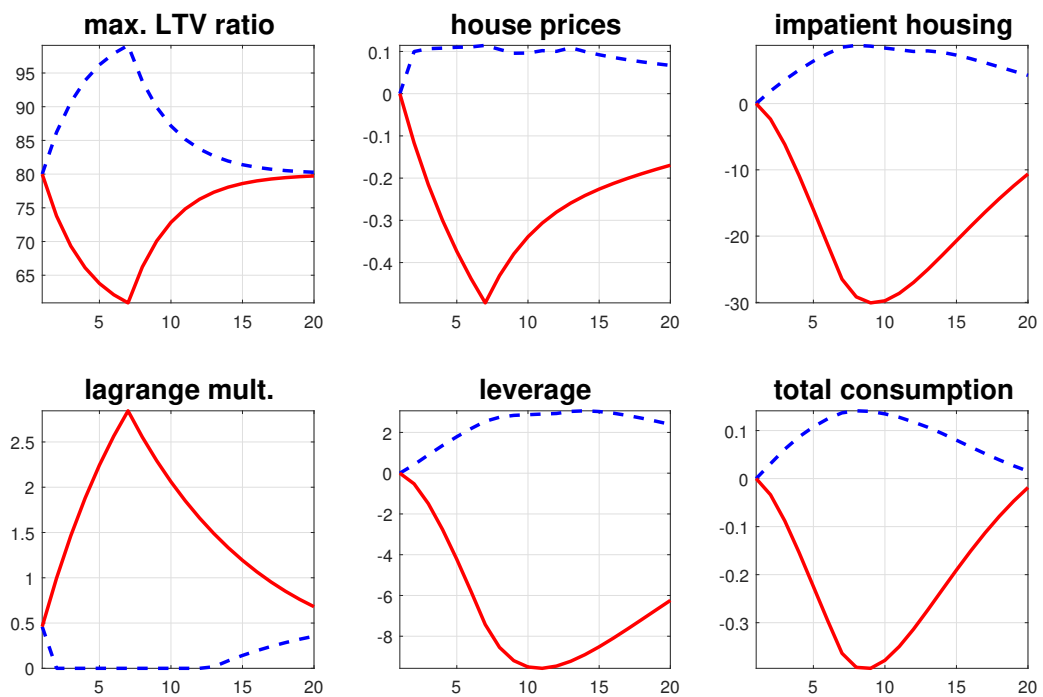 max. LTV ratio
95
90
85
80
75
70
65
5 10 15 20
house prices
0.1
0
-0.1
-0.2
-0.3
-0.4
5 10 15 20
impatient housing
0
-10
-20
-30
5 10 15 20
lagrange mult.
2.5
2
1.5
1
0.5
0
5 10 15 20
leverage
2
0
-2
-4
-6
-8
5 10 15 20
total consumption
0.1
0
-0.1
-0.2
-0.3
5 10 15 20